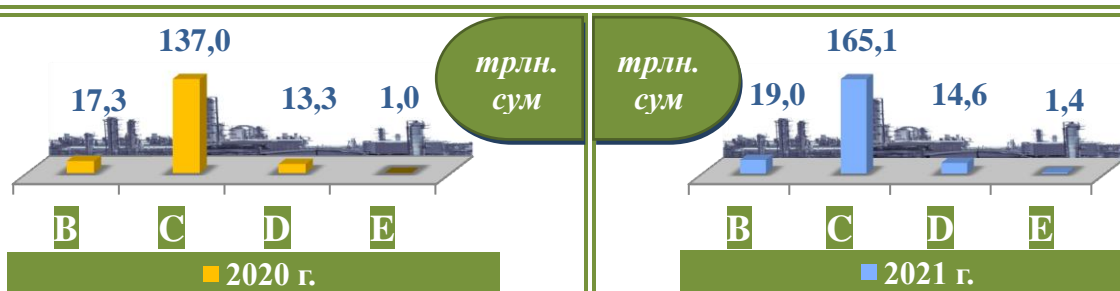 137,0
17,3
13,3
1,0
трлн.
сум
B
C
D
E
2020 г.
трлн.
сум
165,1
19,0
14,6
1,4
B
C
D
E
2021 г.